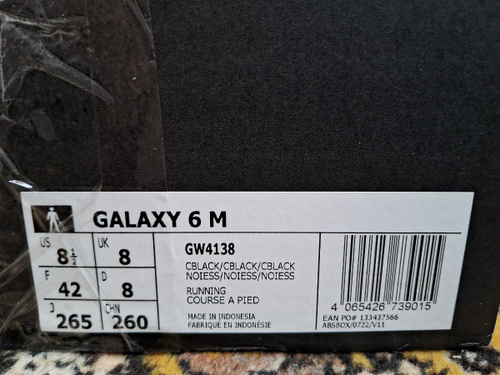 GALAXY 6 M
US 8½ UK 8
F 42 D 8
J 265 CHN 260
GW4138
CBLACK/CBLACK/CBLACK
NOIESS/NOIESS/NOIESS
RUNNING
COURSE A PIED
MADE IN INDONESIA
FABRIQUÉ EN INDONÉSIE
4 065426 739015
EAN PO# 133437566
ABSBOX/0722/V11